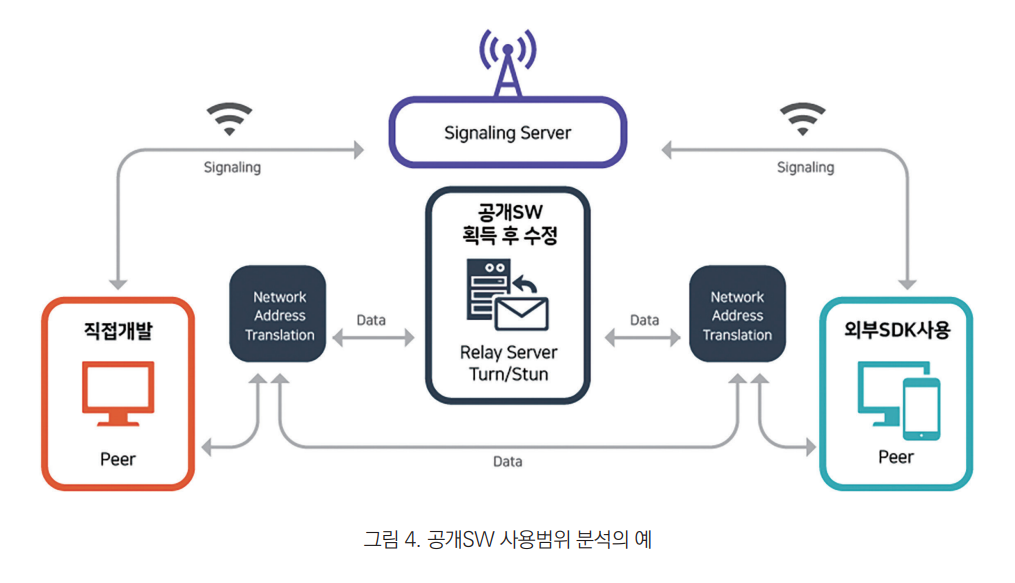 Signaling Server
Signaling
Signaling
공개SW
획득 후 수정
Relay Server
Turn/Stun
Network
Address
Translation
Data
Data
Network
Address
Translation
직접개발
Peer
외부SDK사용
Peer
Data
그림 4. 공개SW 사용범위 분석의 예